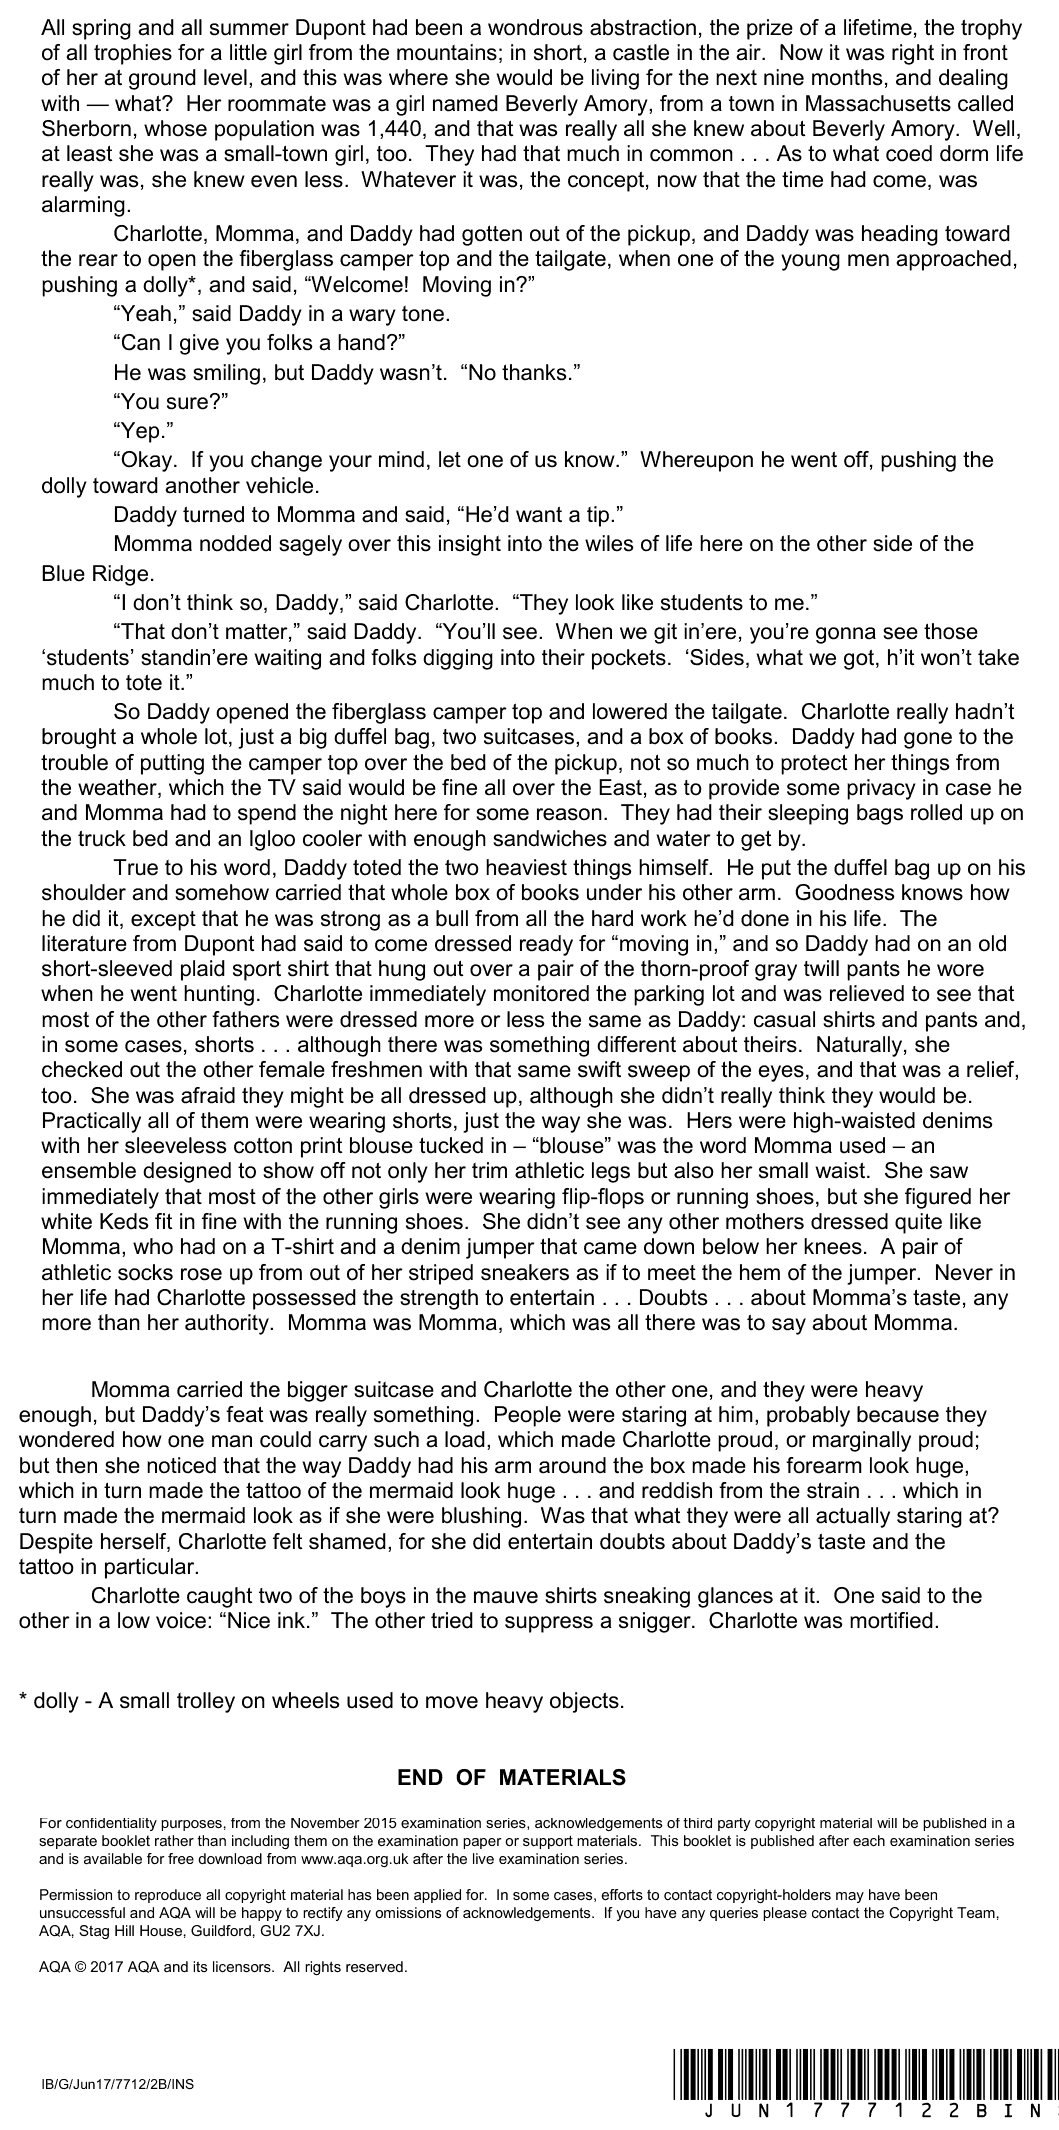 All spring and all summer Dupont had been a wondrous abstraction, the prize of a lifetime, the trophy
of all trophies for a little girl from the mountains; in short, a castle in the air.  Now it was right in front
of her at ground level, and this was where she would be living for the next nine months, and dealing
with — what?  Her roommate was a girl named Beverly Amory, from a town in Massachusetts called
Sherborn, whose population was 1,440, and that was really all she knew about Beverly Amory.  Well,
at least she was a small-town girl, too.  They had that much in common . . . As to what coed dorm life
really was, she knew even less.  Whatever it was, the concept, now that the time had come, was
alarming.
Charlotte, Momma, and Daddy had gotten out of the pickup, and Daddy was heading toward
the rear to open the fiberglass camper top and the tailgate, when one of the young men approached,
pushing a dolly*, and said, “Welcome!  Moving in?”
“Yeah,” said Daddy in a wary tone.
“Can I give you folks a hand?”
He was smiling, but Daddy wasn’t.  “No thanks.”
“You sure?”
“Yep.”
“Okay.  If you change your mind, let one of us know.”  Whereupon he went off, pushing the
dolly toward another vehicle.
Daddy turned to Momma and said, “He’d want a tip.”
Momma nodded sagely over this insight into the wiles of life here on the other side of the
Blue Ridge.
“I don’t think so, Daddy,” said Charlotte.  “They look like students to me.”
“That don’t matter,” said Daddy.  “You’ll see.  When we git in’ere, you’re gonna see those
‘students’ standin’ere waiting and folks digging into their pockets.  ‘Sides, what we got, h’it won’t take
much to tote it.”
So Daddy opened the fiberglass camper top and lowered the tailgate.  Charlotte really hadn’t
brought a whole lot, just a big duffel bag, two suitcases, and a box of books.  Daddy had gone to the
trouble of putting the camper top over the bed of the pickup, not so much to protect her things from
the weather, which the TV said would be fine all over the East, as to provide some privacy in case he
and Momma had to spend the night here for some reason.  They had their sleeping bags rolled up on
the truck bed and an Igloo cooler with enough sandwiches and water to get by.
True to his word, Daddy toted the two heaviest things himself.  He put the duffel bag up on his
shoulder and somehow carried that whole box of books under his other arm.  Goodness knows how
he did it, except that he was strong as a bull from all the hard work he’d done in his life.  The
literature from Dupont had said to come dressed ready for “moving in,” and so Daddy had on an old
short-sleeved plaid sport shirt that hung out over a pair of the thorn-proof gray twill pants he wore
when he went hunting.  Charlotte immediately monitored the parking lot and was relieved to see that
most of the other fathers were dressed more or less the same as Daddy: casual shirts and pants and,
in some cases, shorts . . . although there was something different about theirs.  Naturally, she
checked out the other female freshmen with that same swift sweep of the eyes, and that was a relief,
too.  She was afraid they might be all dressed up, although she didn’t really think they would be.
Practically all of them were wearing shorts, just the way she was.  Hers were high-waisted denims
with her sleeveless cotton print blouse tucked in – “blouse” was the word Momma used – an
ensemble designed to show off not only her trim athletic legs but also her small waist.  She saw
immediately that most of the other girls were wearing flip-flops or running shoes, but she figured her
white Keds fit in fine with the running shoes.  She didn’t see any other mothers dressed quite like
Momma, who had on a T-shirt and a denim jumper that came down below her knees.  A pair of
athletic socks rose up from out of her striped sneakers as if to meet the hem of the jumper.  Never in
her life had Charlotte possessed the strength to entertain . . . Doubts . . . about Momma’s taste, any
more than her authority.  Momma was Momma, which was all there was to say about Momma.
Momma carried the bigger suitcase and Charlotte the other one, and they were heavy
enough, but Daddy’s feat was really something.  People were staring at him, probably because they
wondered how one man could carry such a load, which made Charlotte proud, or marginally proud;
but then she noticed that the way Daddy had his arm around the box made his forearm look huge,
which in turn made the tattoo of the mermaid look huge . . . and reddish from the strain . . . which in
turn made the mermaid look as if she were blushing.  Was that what they were all actually staring at?
Despite herself, Charlotte felt shamed, for she did entertain doubts about Daddy’s taste and the
tattoo in particular.
Charlotte caught two of the boys in the mauve shirts sneaking glances at it.  One said to the
other in a low voice: “Nice ink.”  The other tried to suppress a snigger.  Charlotte was mortified.
* dolly - A small trolley on wheels used to move heavy objects.
END  OF  MATERIALS
For confidentiality purposes, from the November 2015 examination series, acknowledgements of third party copyright material will be published in a
separate booklet rather than including them on the examination paper or support materials.  This booklet is published after each examination series
and is available for free download from www.aqa.org.uk after the live examination series.
Permission to reproduce all copyright material has been applied for.  In some cases, efforts to contact copyright-holders may have been
unsuccessful and AQA will be happy to rectify any omissions of acknowledgements.  If you have any queries please contact the Copyright Team,
AQA, Stag Hill House, Guildford, GU2 7XJ.
AQA © 2017 AQA and its licensors.  All rights reserved.
IB/G/Jun17/7712/2B/INS
JUN1777122BIN